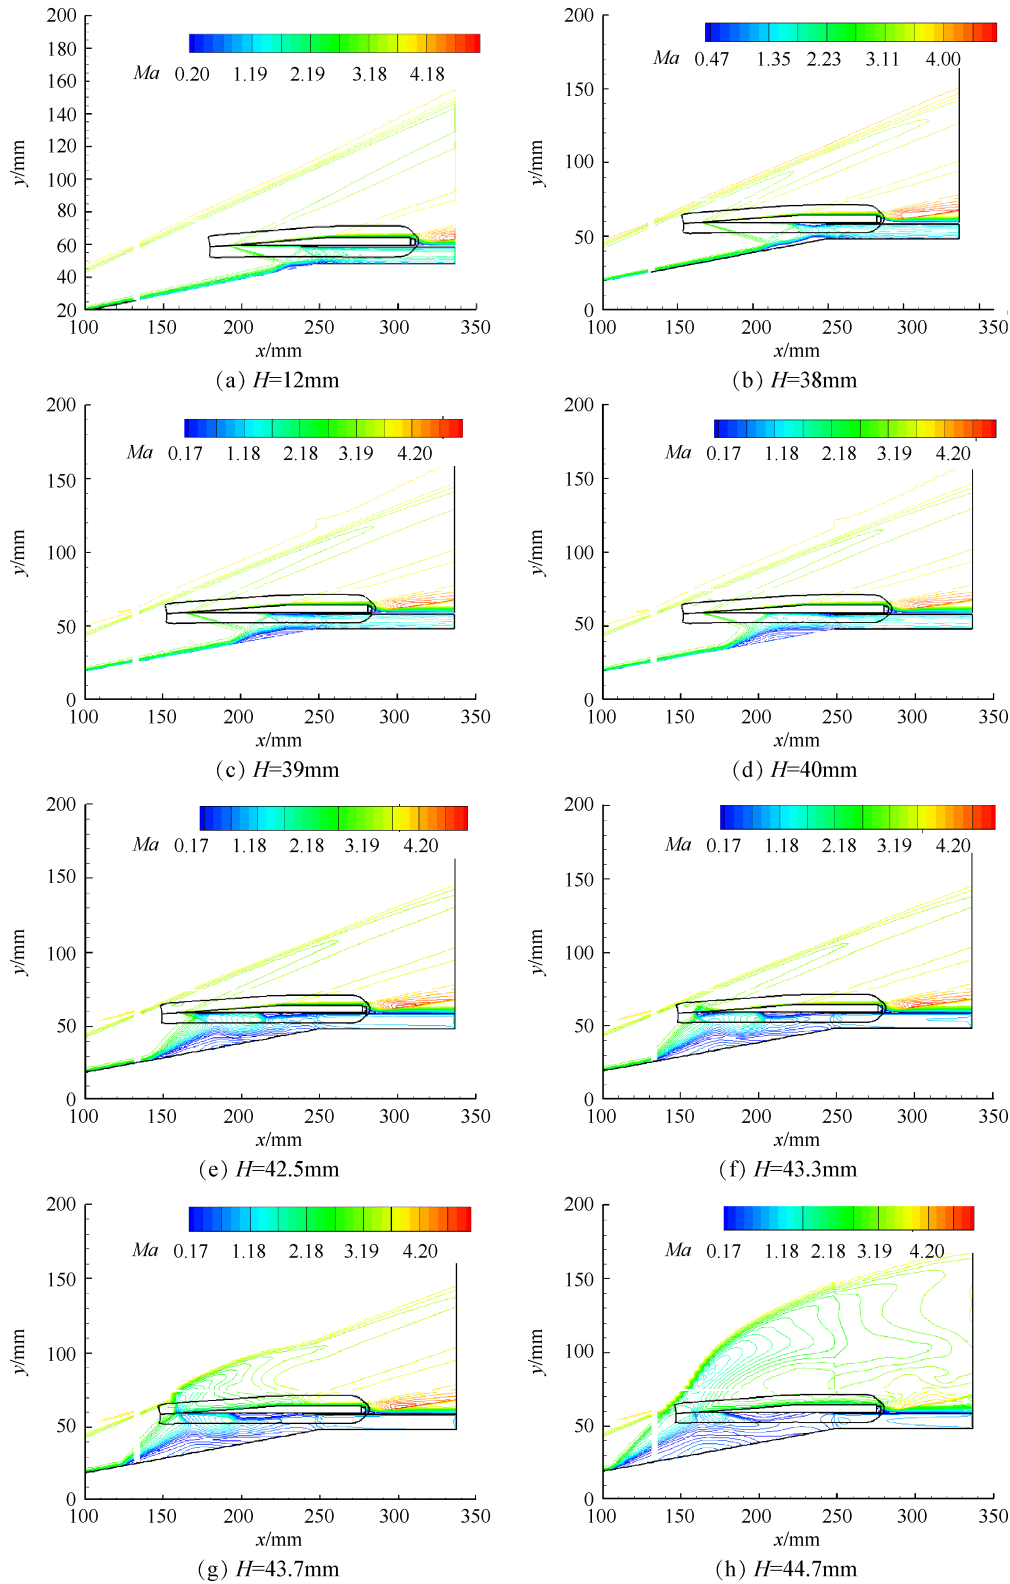 200
180
160
140
120
100
80
60
40
20
y/mm
Ma 0.20 1.19 2.19 3.18 4.18
100 150 200 250 300 350
x/mm
(a) H=12mm
200
150
100
50
0
y/mm
Ma 0.47 1.35 2.23 3.11 4.00
100 150 200 250 300 350
x/mm
(b) H=38mm
200
150
100
50
0
y/mm
Ma 0.17 1.18 2.18 3.19 4.20
100 150 200 250 300 350
x/mm
(c) H=39mm
200
150
100
50
0
y/mm
Ma 0.17 1.18 2.18 3.19 4.20
100 150 200 250 300 350
x/mm
(d) H=40mm
200
150
100
50
0
y/mm
Ma 0.17 1.18 2.18 3.19 4.20
100 150 200 250 300 350
x/mm
(e) H=42.5mm
200
150
100
50
0
y/mm
Ma 0.17 1.18 2.18 3.19 4.20
100 150 200 250 300 350
x/mm
(f) H=43.3mm
200
150
100
50
0
y/mm
Ma 0.17 1.18 2.18 3.19 4.20
100 150 200 250 300 350
x/mm
(g) H=43.7mm
200
150
100
50
0
y/mm
Ma 0.17 1.18 2.18 3.19 4.20
100 150 200 250 300 350
x/mm
(h) H=44.7mm